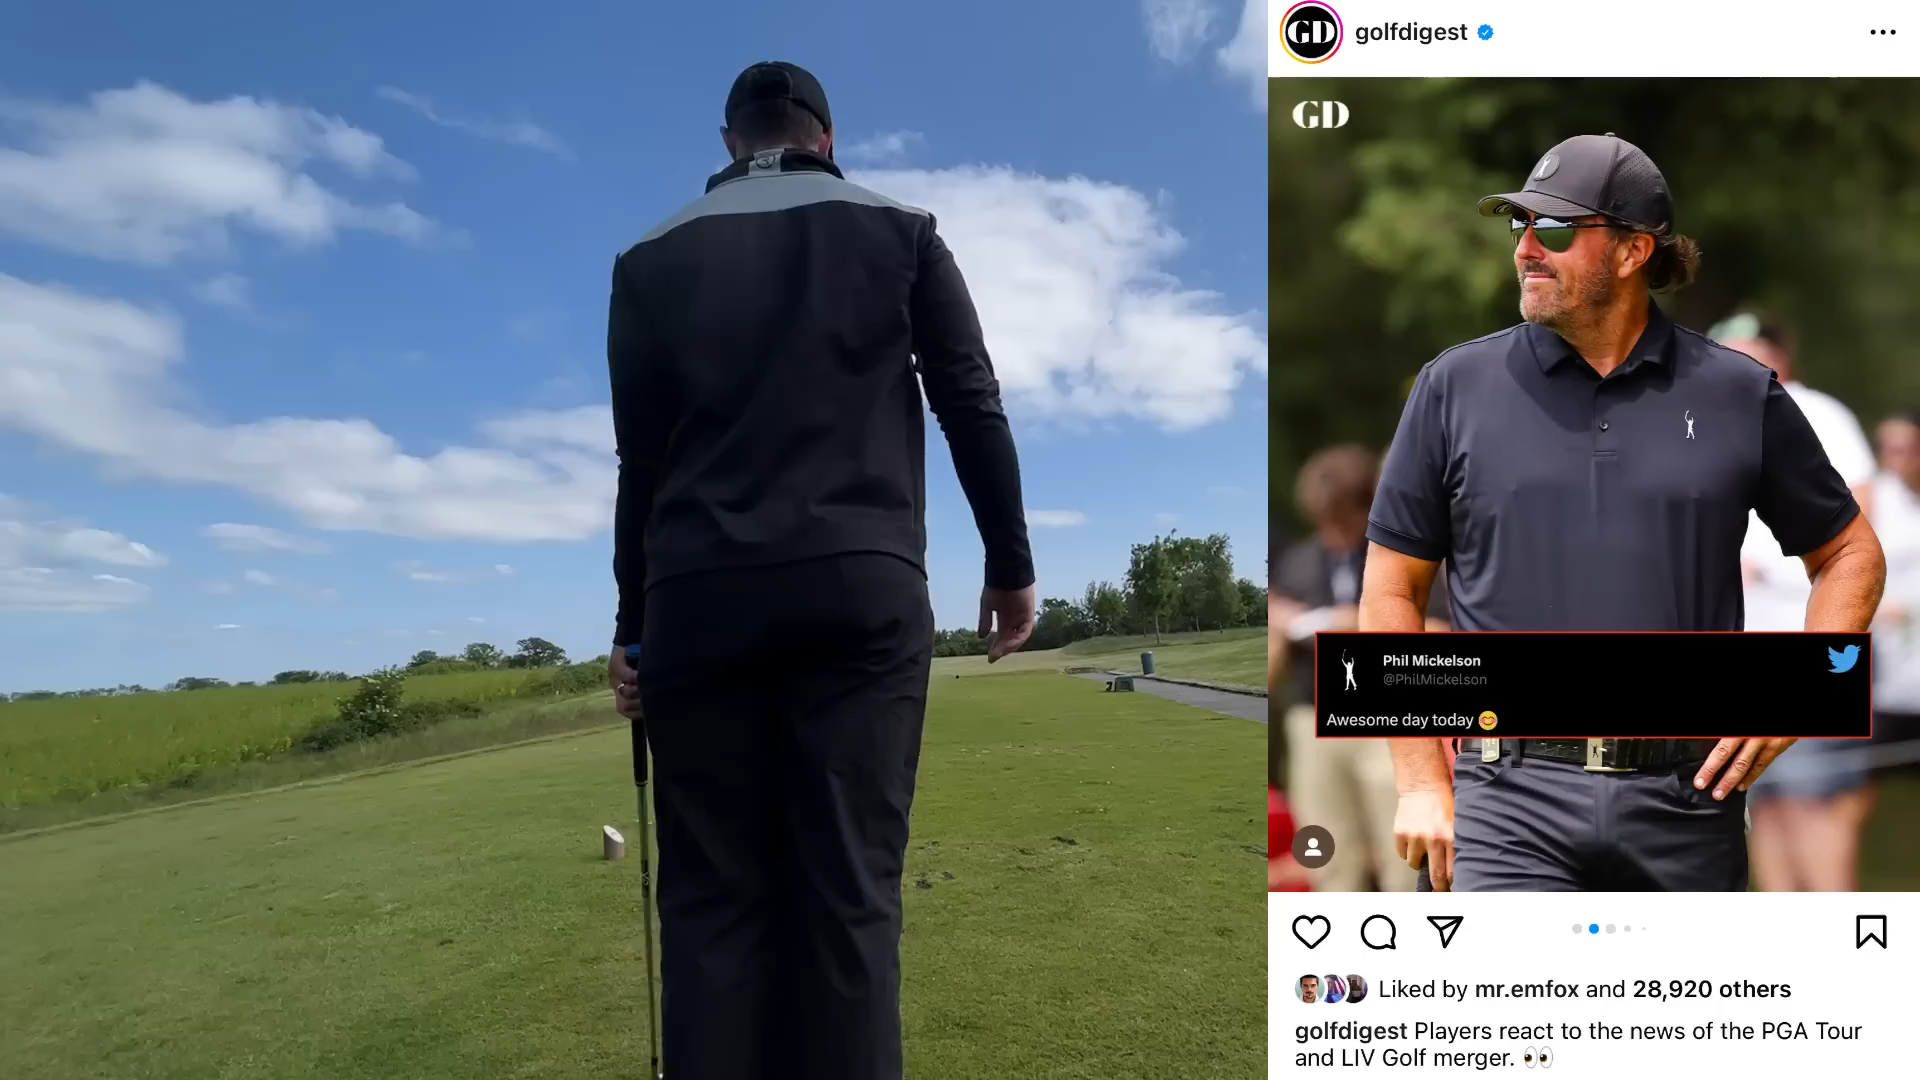 GD
golfdigest
GD
Phil Mickelson
@PhilMickelson
Awesome day today 😊
Liked by mr.emfox and 28,920 others
golfdigest Players react to the news of the PGA Tour
and LIV Golf merger. 👀